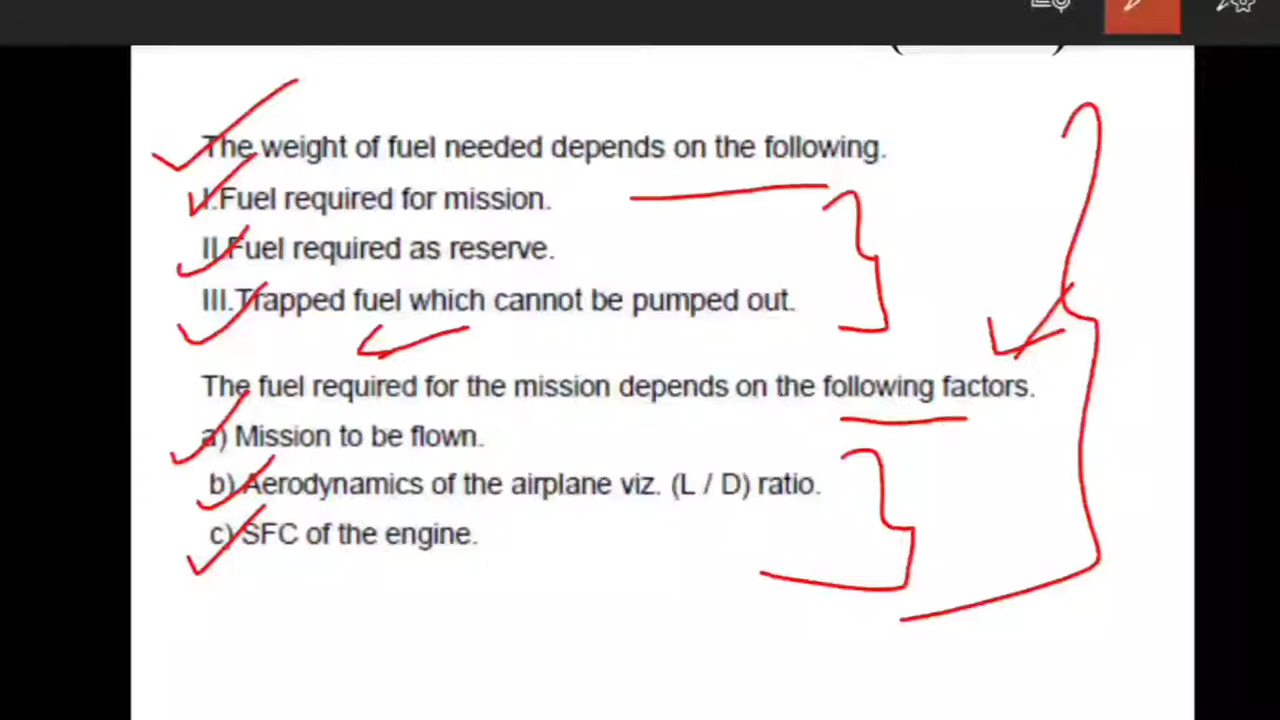 The weight of fuel needed depends on the following.
I.Fuel required for mission.
II.Fuel required as reserve.
III.Trapped fuel which cannot be pumped out.
The fuel required for the mission depends on the following factors.
a) Mission to be flown.
b) Aerodynamics of the airplane viz. (L / D) ratio.
c) SFC of the engine.